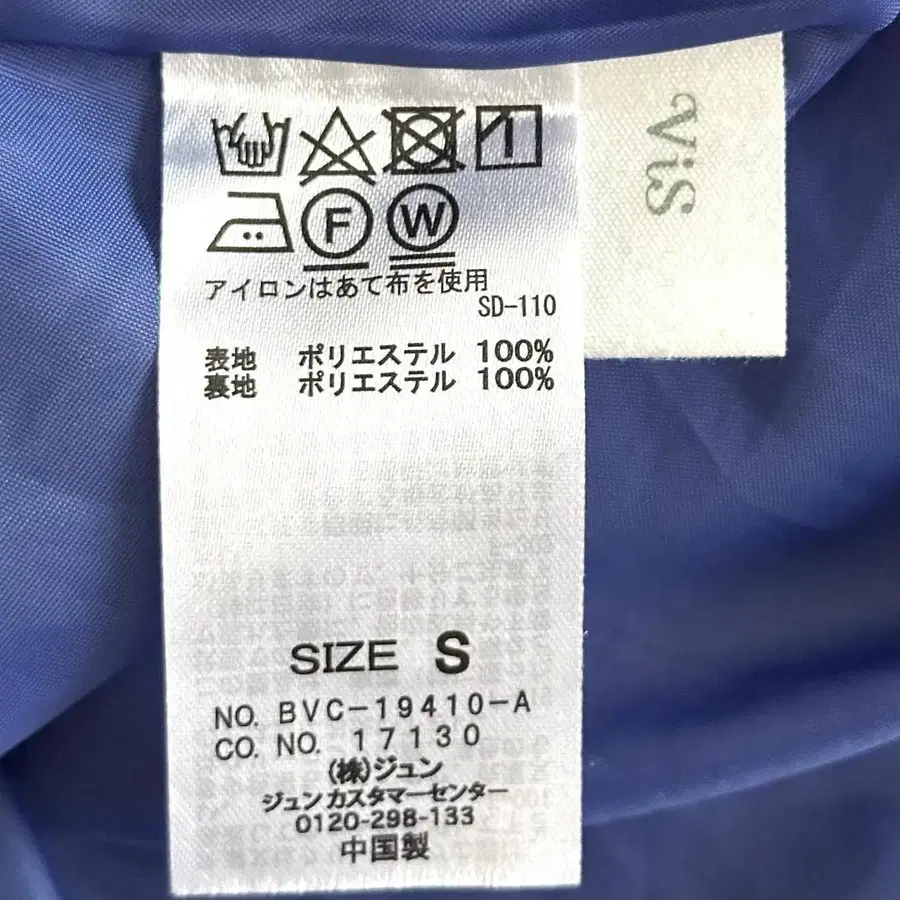 ViS
F W
アイロンはあて布を使用
SD-110
表地 ポリエステル 100%
裏地 ポリエステル 100%
SIZE S
NO. BVC-19410-A
CO. NO. 17130
(株)ジュン
ジュン カスタマーセンター
0120-298-133
中国製